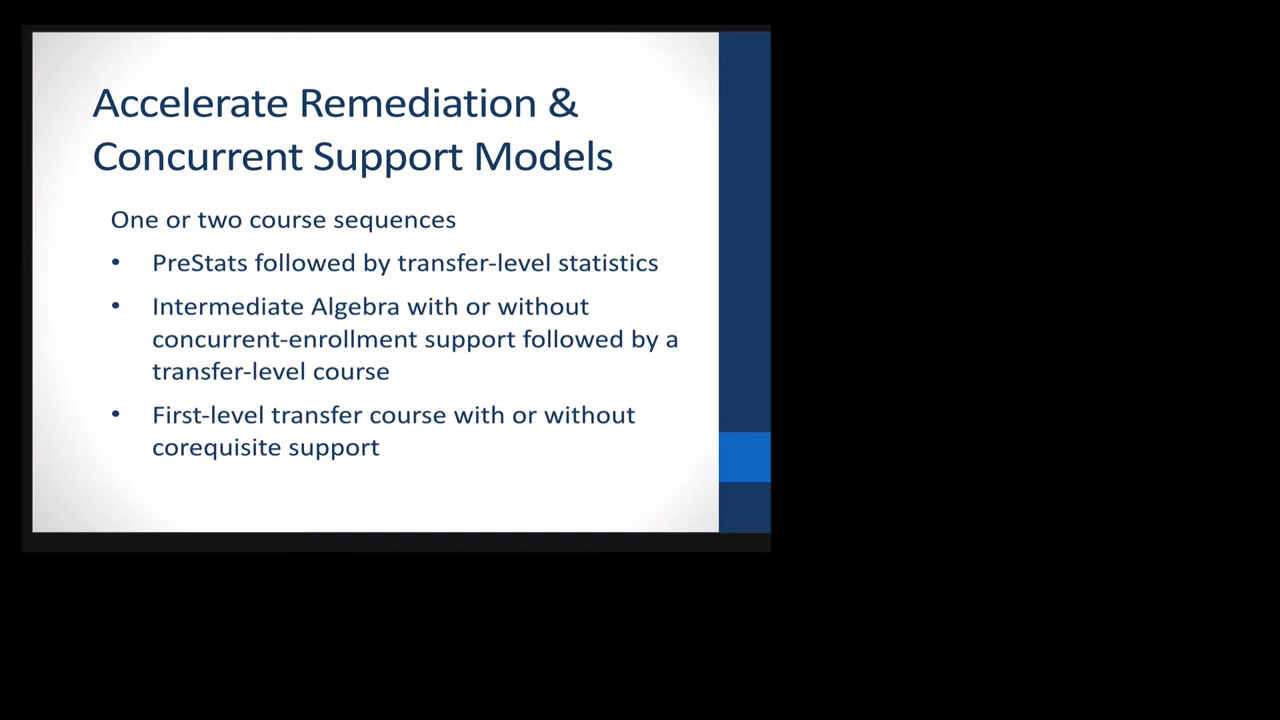 Accelerate Remediation &
Concurrent Support Models
One or two course sequences
• PreStats followed by transfer-level statistics
• Intermediate Algebra with or without
concurrent-enrollment support followed by a
transfer-level course
• First-level transfer course with or without
corequisite support